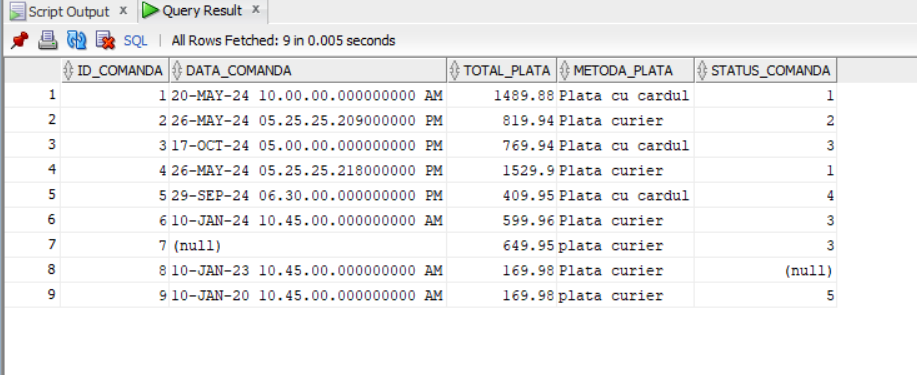 Script Output x Query Result x
SQL | All Rows Fetched: 9 in 0.005 seconds
ID_COMANDA DATA_COMANDA TOTAL_PLATA METODA_PLATA STATUS_COMANDA
1 1 20-MAY-24 10.00.00.000000000 AM 1489.88 Plata cu cardul 1
2 2 26-MAY-24 05.25.25.209000000 PM 819.94 Plata curier 2
3 3 17-OCT-24 05.00.00.000000000 PM 769.94 Plata cu cardul 3
4 4 26-MAY-24 05.25.25.218000000 PM 1529.9 Plata curier 1
5 5 29-SEP-24 06.30.00.000000000 PM 409.95 Plata cu cardul 4
6 6 10-JAN-24 10.45.00.000000000 AM 599.96 Plata curier 3
7 7 (null) 649.95 plata curier 3
8 8 10-JAN-23 10.45.00.000000000 AM 169.98 Plata curier (null)
9 9 10-JAN-20 10.45.00.000000000 AM 169.98 plata curier 5